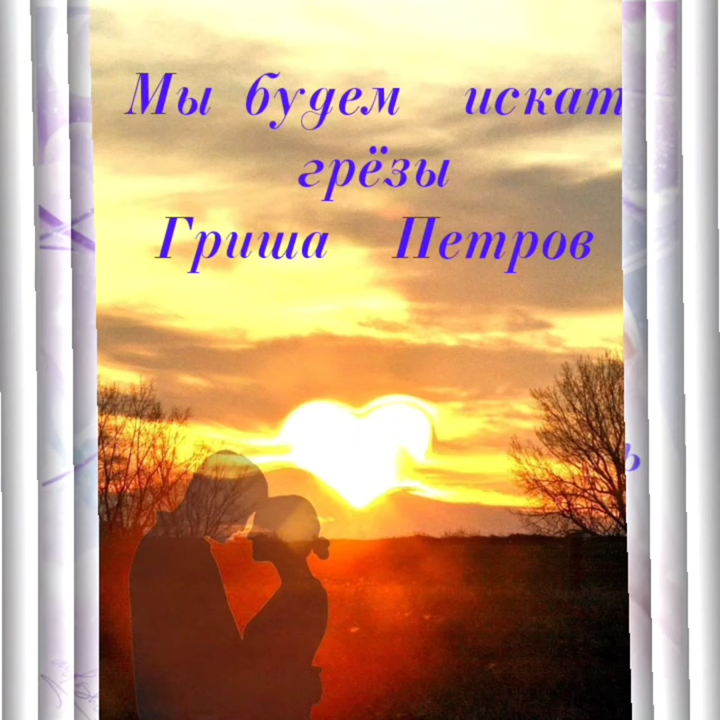 Мы будем искат
грёзы
Гриша Петров
ь